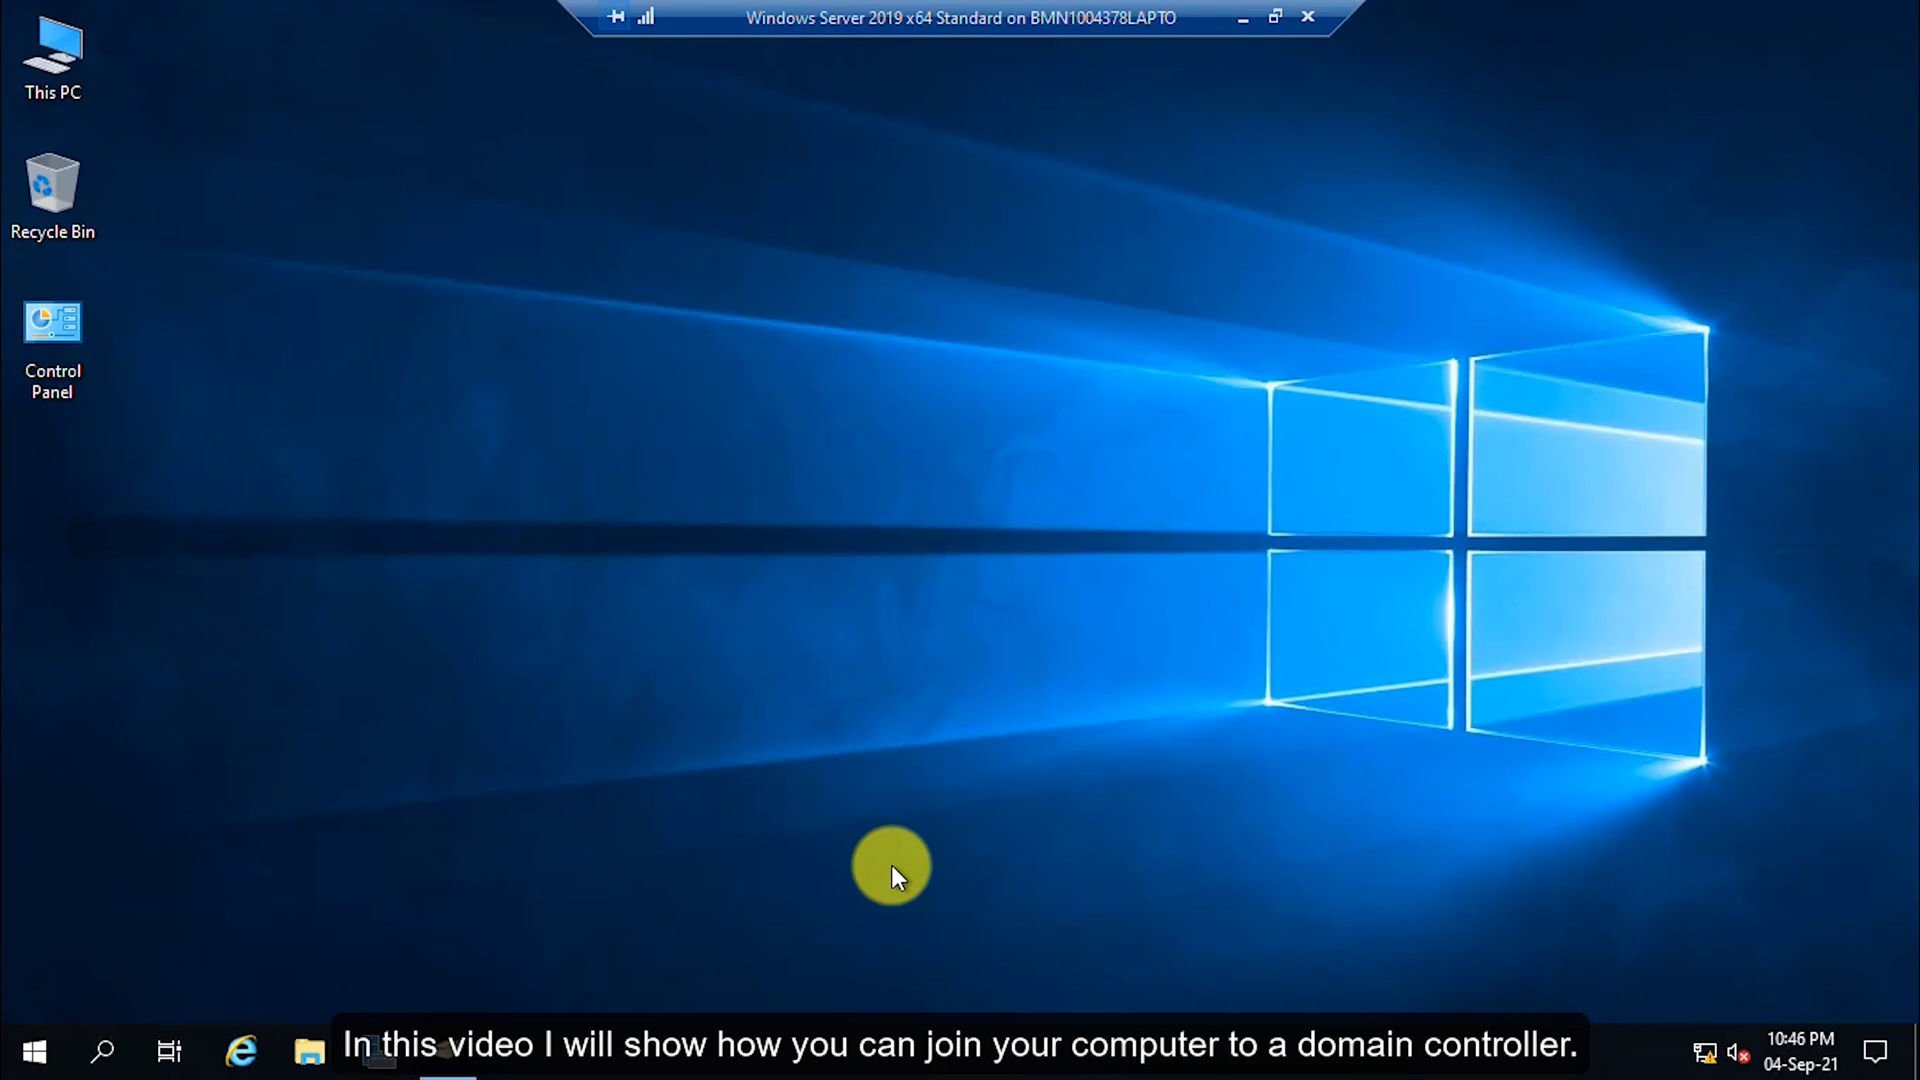 Windows Server 2019 x64 Standard on BMN1004378LAPTO
This PC
Recycle Bin
Control
Panel
In this video I will show how you can join your computer to a domain controller.
10:46 PM
04-Sep-21